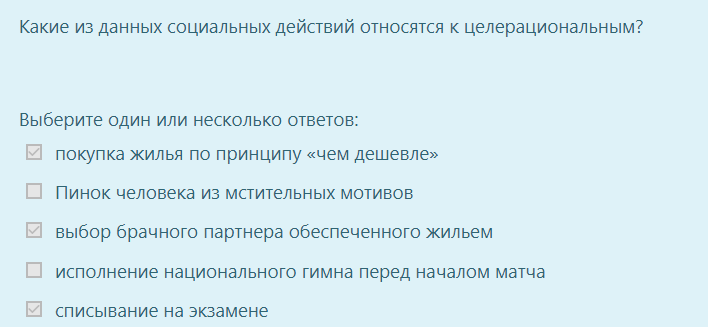 Какие из данных социальных действий относятся к целерациональным?
Выберите один или несколько ответов:
покупка жилья по принципу «чем дешевле»
Пинок человека из мстительных мотивов
выбор брачного партнера обеспеченного жильем
исполнение национального гимна перед началом матча
списывание на экзамене